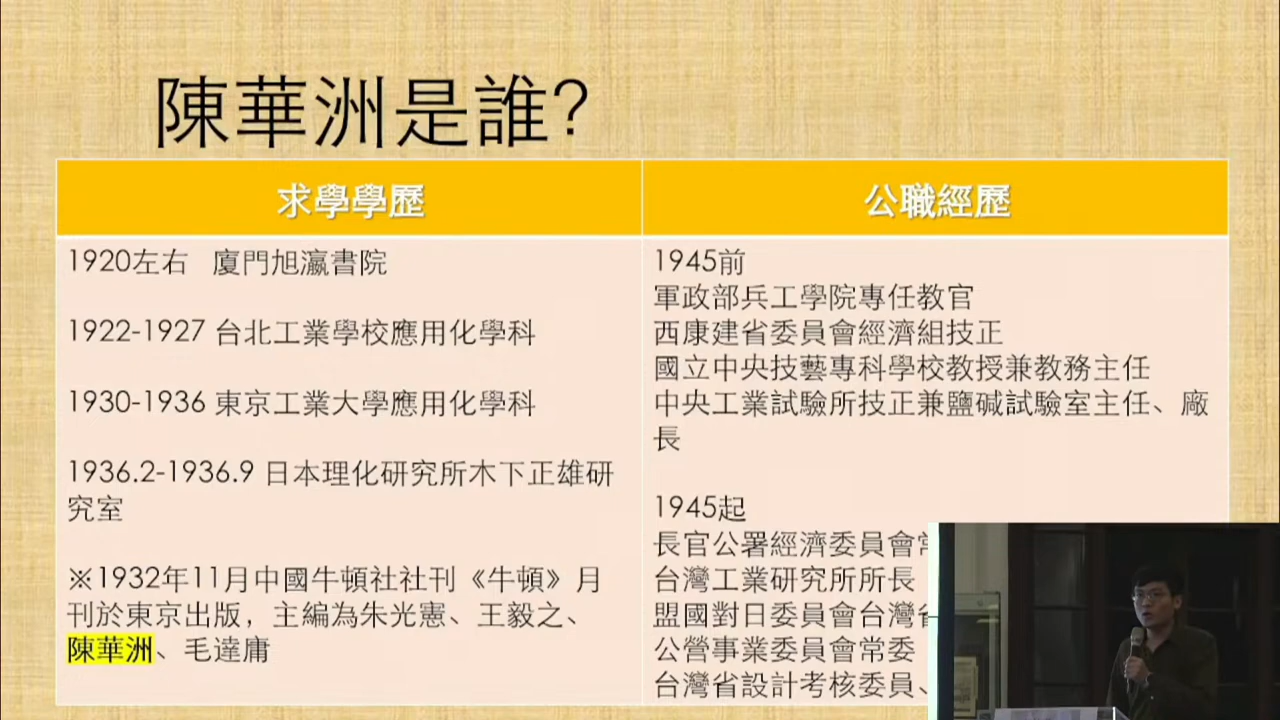 陳華洲是誰?
求學學歷
1920左右 廈門旭瀛書院
1922-1927 台北工業學校應用化學科
1930-1936 東京工業大學應用化學科
1936.2-1936.9 日本理化研究所木下正雄研
究室
※1932年11月中國牛頓社社刊《牛頓》月
刊於東京出版，主編為朱光憲、王毅之、
陳華洲、毛達庸
公職經歷
1945前
軍政部兵工學院專任教官
西康建省委員會經濟組技正
國立中央技藝專科學校教授兼教務主任
中央工業試驗所技正兼鹽碱試驗室主任、廠
長
1945起
長官公署經濟委員會常
台灣工業研究所所長
盟國對日委員會台灣省
公營事業委員會常委
台灣省設計考核委員、